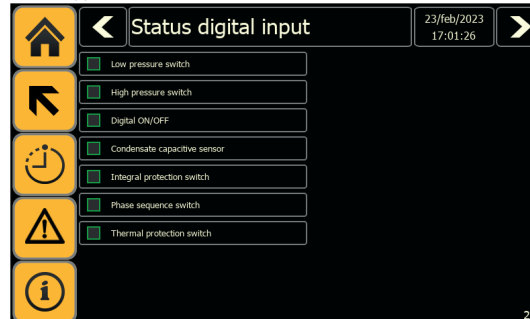 Status digital input
23/feb/2023
17:01:26
Low pressure switch
High pressure switch
Digital ON/OFF
Condensate capacitive sensor
Integral protection switch
Phase sequence switch
Thermal protection switch
i
2